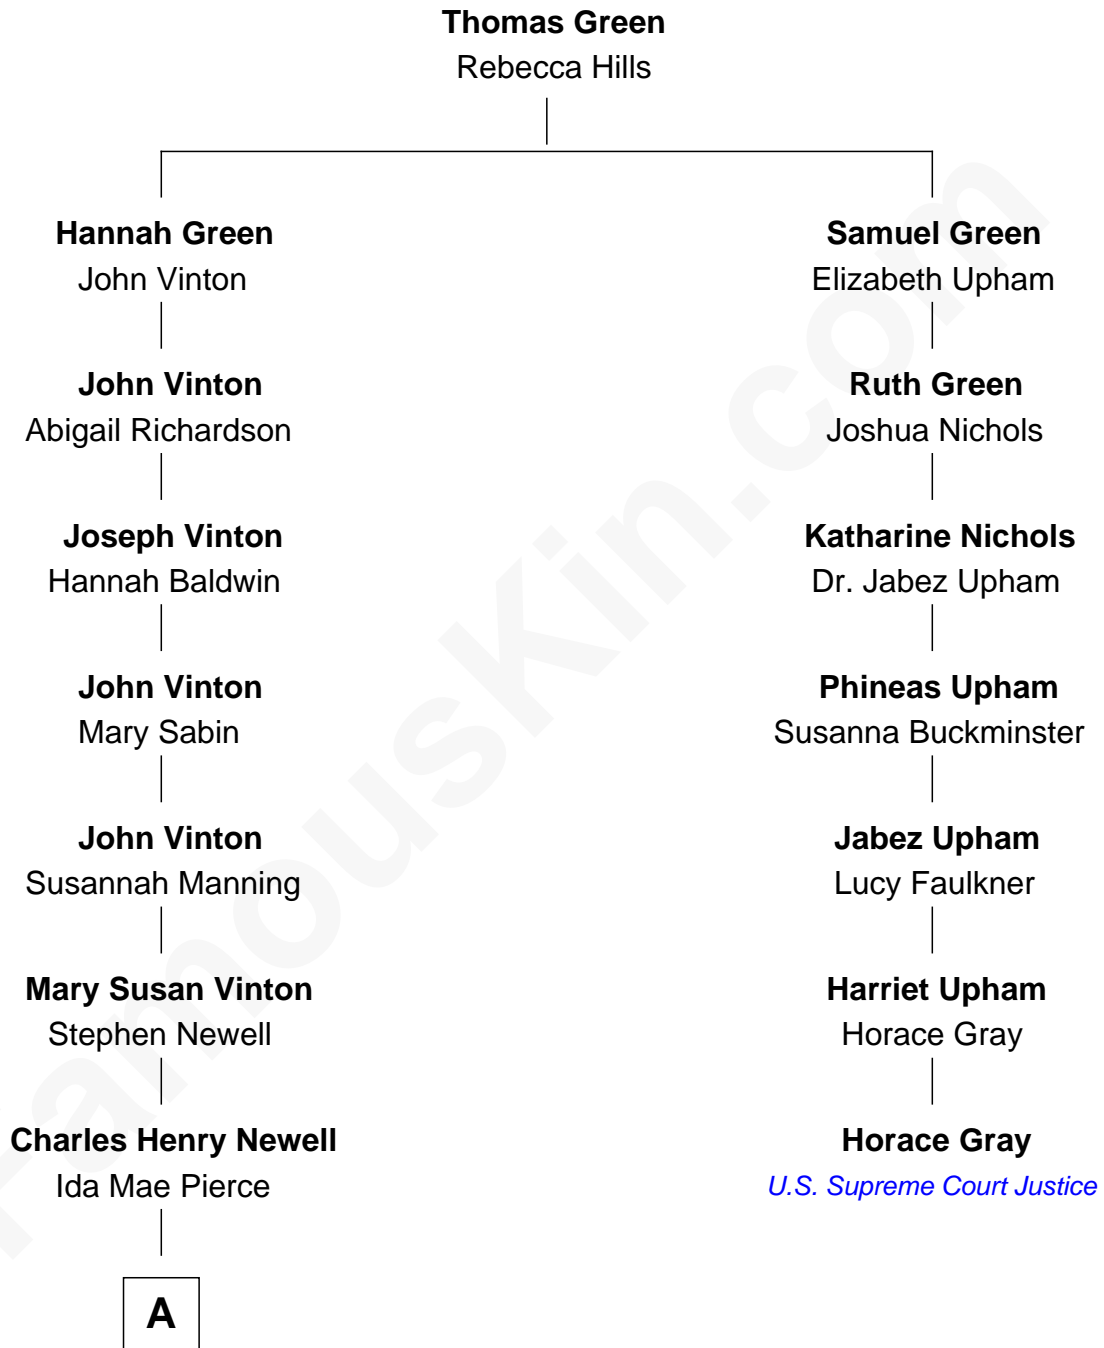 Thomas Green
Rebecca Hills
Hannah Green
John Vinton
Samuel Green
Elizabeth Upham
John Vinton
Abigail Richardson
Ruth Green
Joshua Nichols
Joseph Vinton
Hannah Baldwin
Katharine Nichols
Dr. Jabez Upham
John Vinton
Mary Sabin
Phineas Upham
Susanna Buckminster
John Vinton
Susannah Manning
Jabez Upham
Lucy Faulkner
Mary Susan Vinton
Stephen Newell
Harriet Upham
Horace Gray
Charles Henry Newell
Ida Mae Pierce
Horace Gray
U.S. Supreme Court Justice
A
FamousKin.com